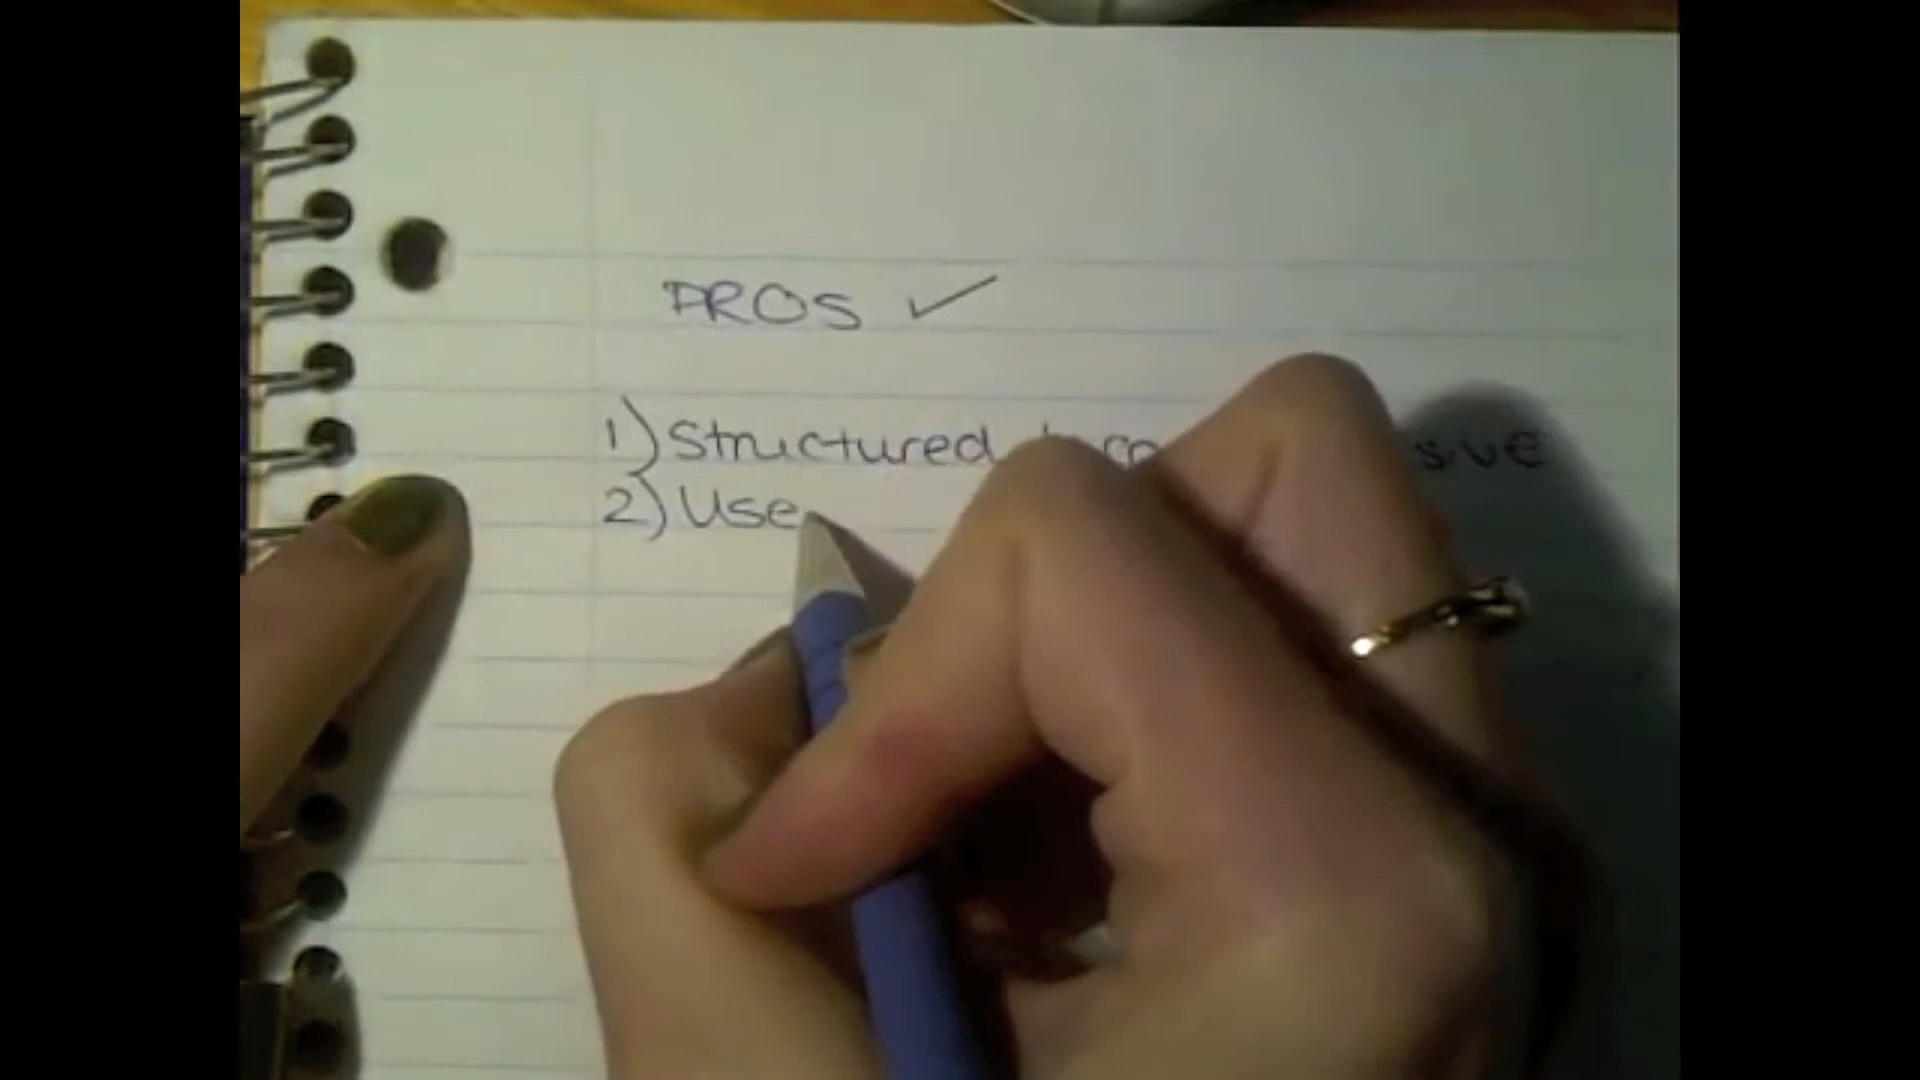 PROS ✓
1) Structured
2) Use